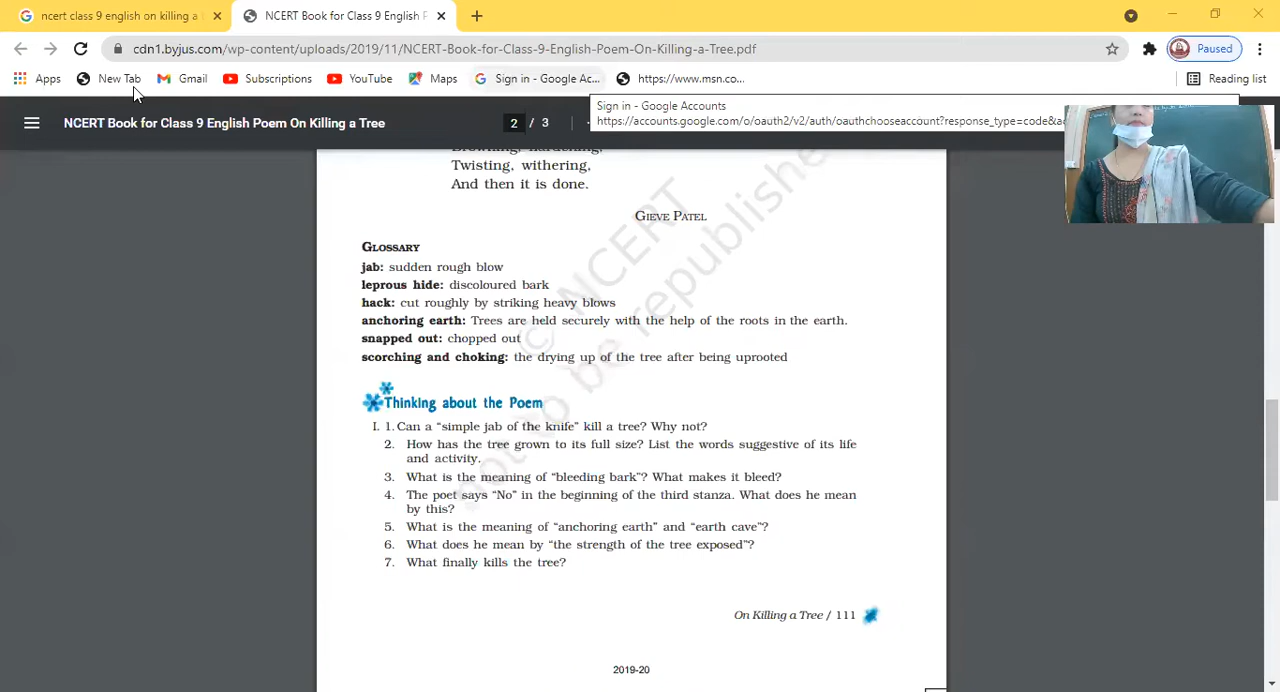 ncert class 9 english on killing a
NCERT Book for Class 9 English P
cdn1.byjus.com/wp-content/uploads/2019/11/NCERT-Book-for-Class-9-English-Poem-On-Killing-a-Tree.pdf
Paused
Apps New Tab Gmail Subscriptions YouTube Maps Sign in - Google Ac... https://www.msn.co... Reading list
Sign in - Google Accounts
https://accounts.google.com/o/oauth2/v2/auth/oauthchooseaccount?response_type=code&
NCERT Book for Class 9 English Poem On Killing a Tree 2 / 3
Browning, hardening,
Twisting, withering,
And then it is done.
GIEVE PATEL
GLOSSARY
jab: sudden rough blow
leprous hide: discoloured bark
hack: cut roughly by striking heavy blows
anchoring earth: Trees are held securely with the help of the roots in the earth.
snapped out: chopped out
scorching and choking: the drying up of the tree after being uprooted
Thinking about the Poem
I. 1. Can a “simple jab of the knife” kill a tree? Why not?
2. How has the tree grown to its full size? List the words suggestive of its life
and activity.
3. What is the meaning of “bleeding bark”? What makes it bleed?
4. The poet says “No” in the beginning of the third stanza. What does he mean
by this?
5. What is the meaning of “anchoring earth” and “earth cave”?
6. What does he mean by “the strength of the tree exposed”?
7. What finally kills the tree?
On Killing a Tree / 111
2019-20
© NCERT
not to be republished